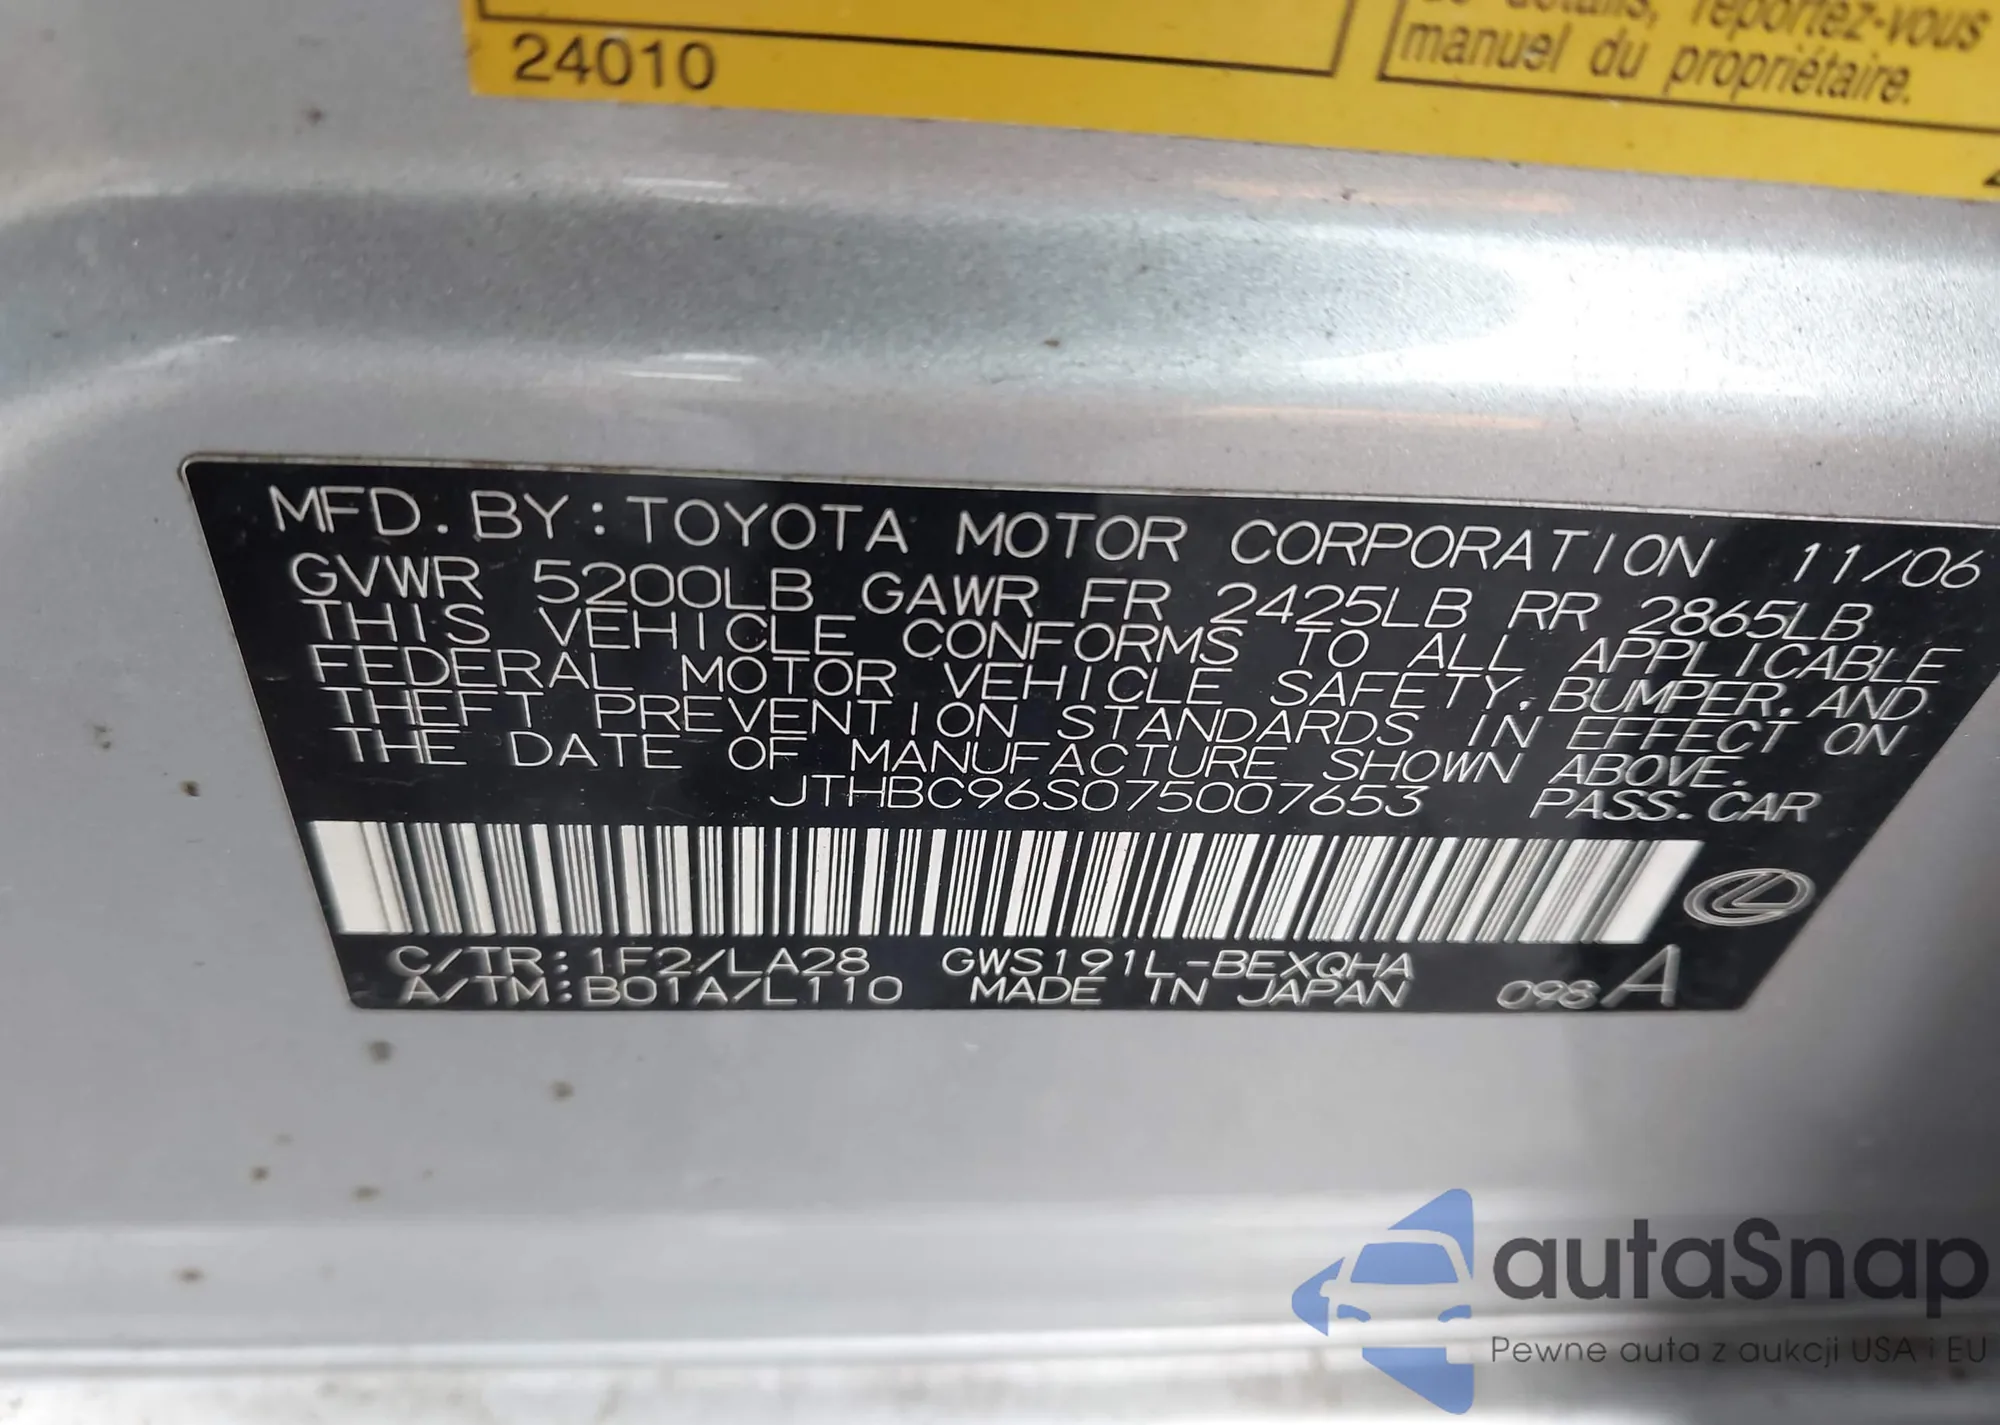 24010
reportez-vous
manuel du propriétaire.
MFD. BY: TOYOTA MOTOR CORPORATION 11/06
GVWR 5200LB GAWR FR 2425LB RR 2865LB
THIS VEHICLE CONFORMS TO ALL APPLICABLE
FEDERAL MOTOR VEHICLE SAFETY, BUMPER, AND
THEFT PREVENTION STANDARDS IN EFFECT ON
THE DATE OF MANUFACTURE SHOWN ABOVE.
JTHBC96S075007653 PASS. CAR
C/TR: 1F2/LA28 GWS191L-BEXQHA
A/TM: B01A/L110 MADE IN JAPAN 098 A
autaSnap
Pewne auta z aukcji USA i EU